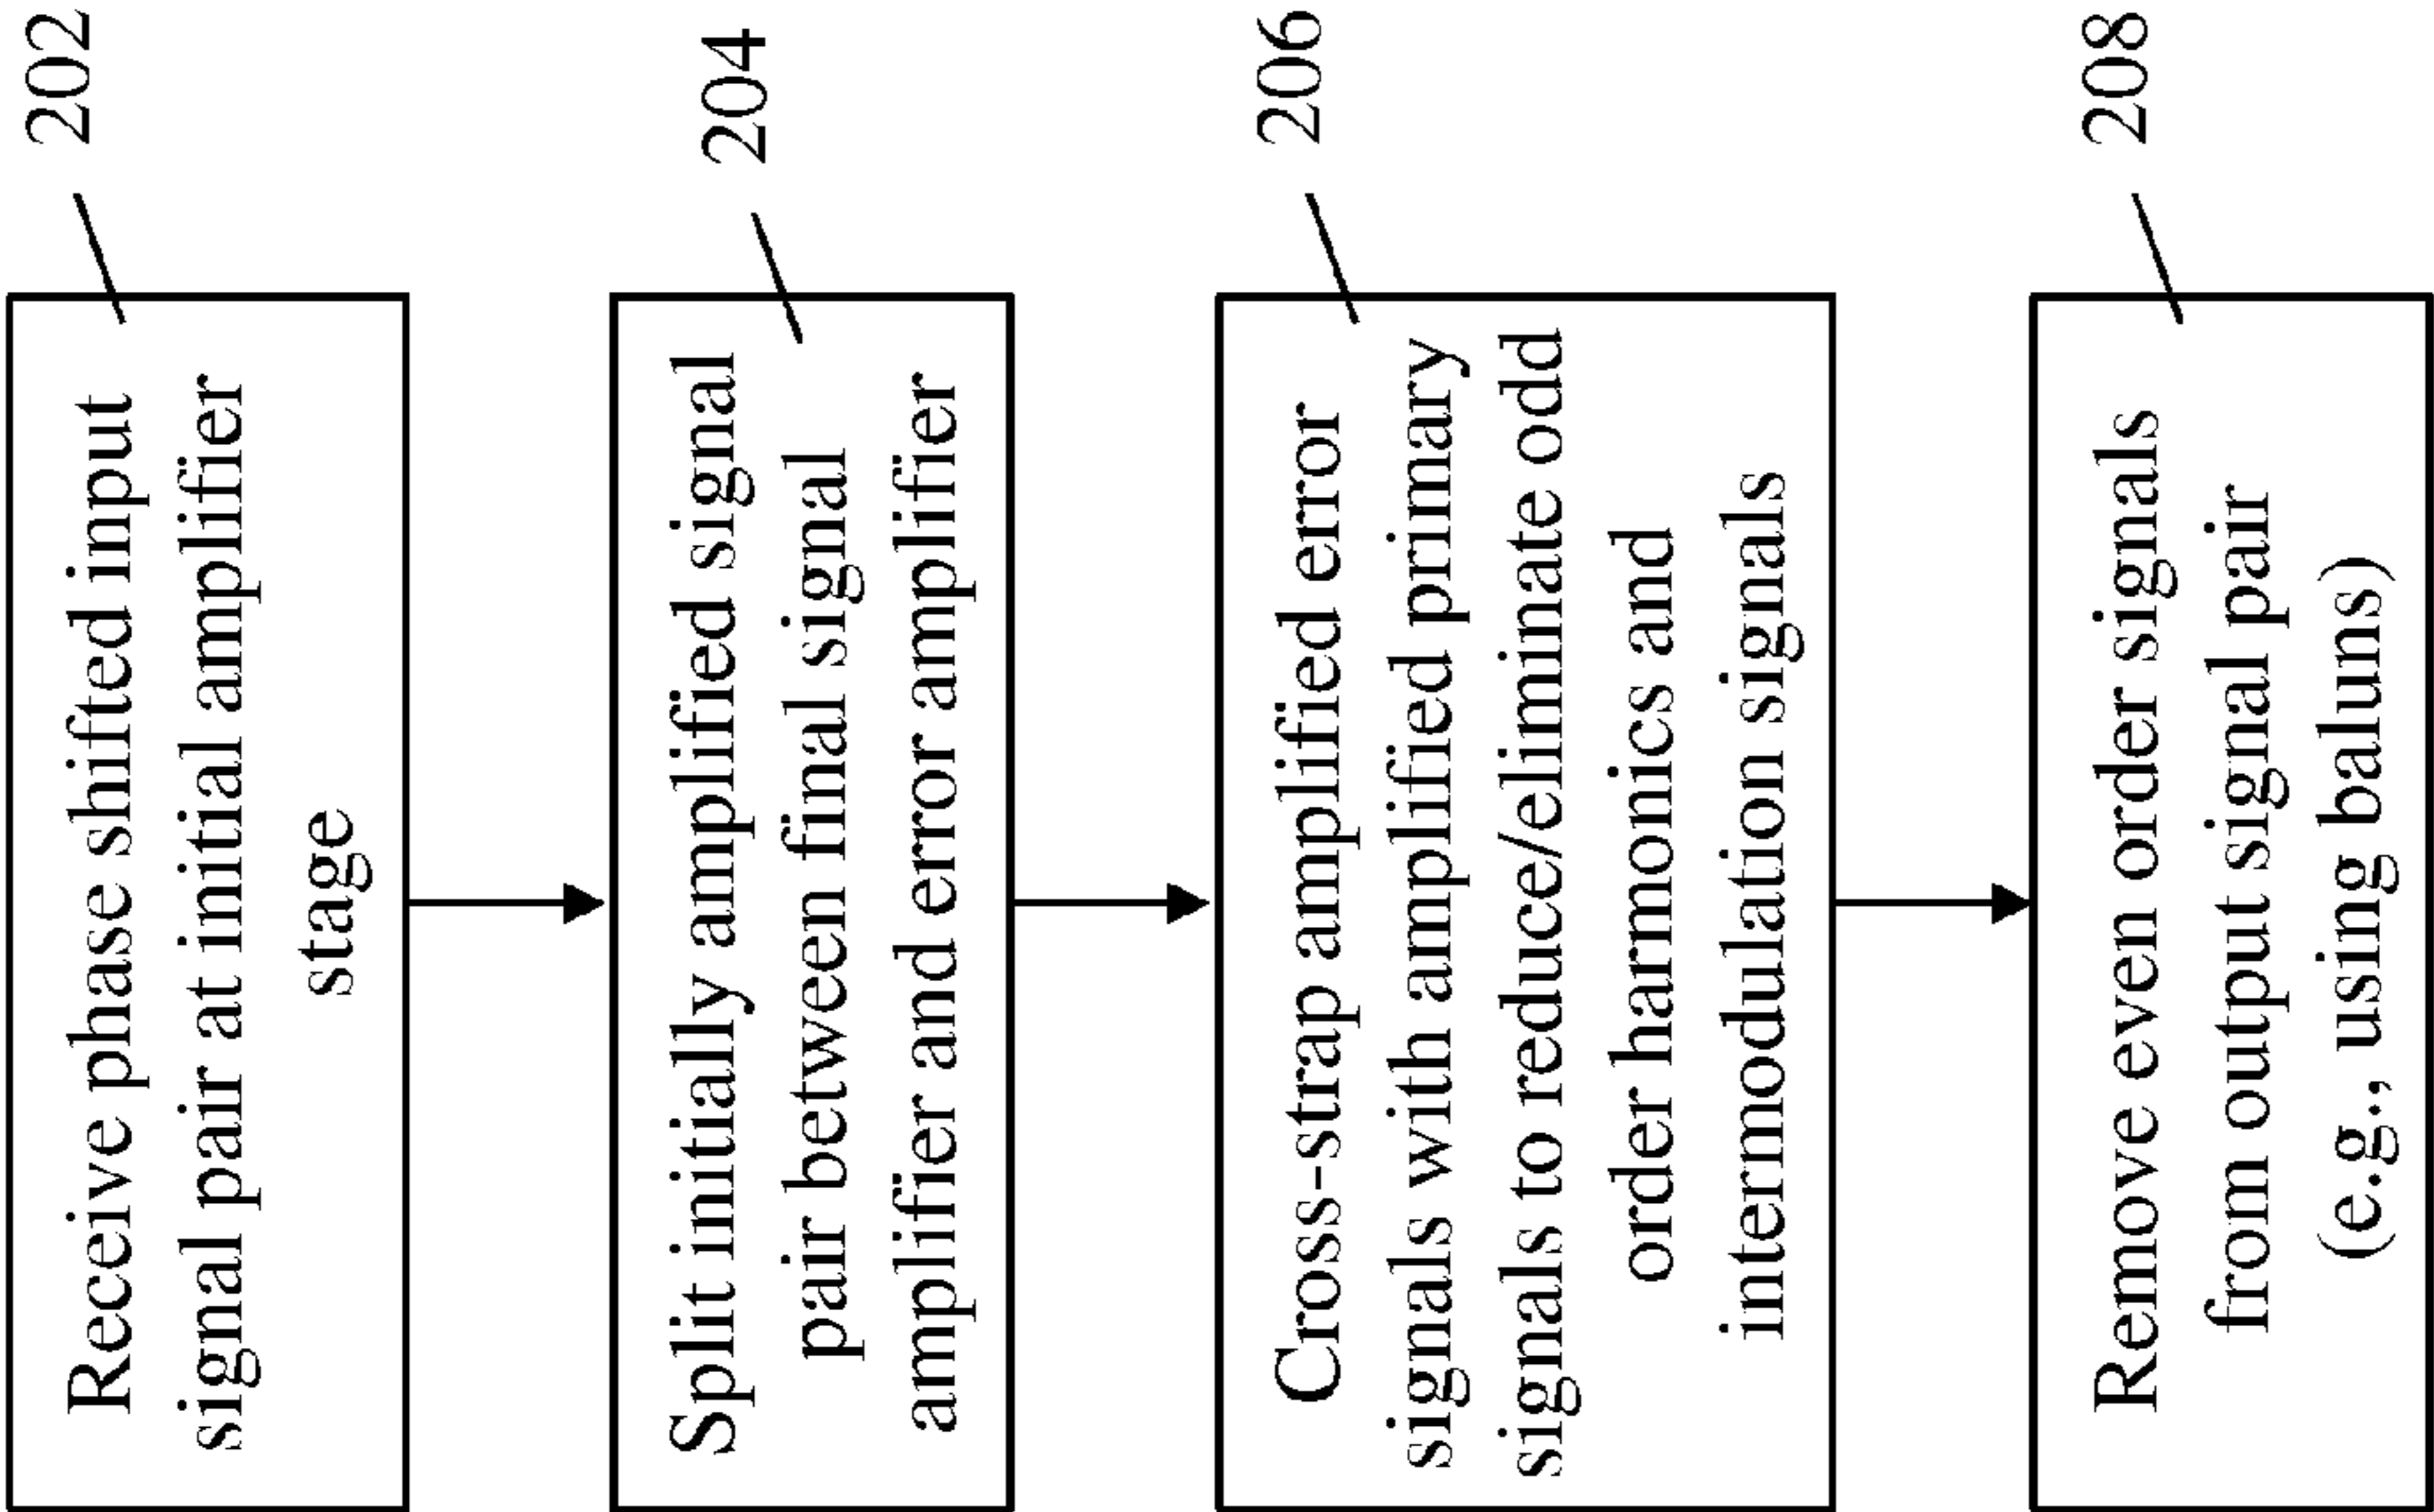 Receive phase shifted input
signal pair at initial amplifier
stage
202
Split initially amplified signal
pair between final signal
amplifier and error amplifier
204
Cross-strap amplified error
signals with amplified primary
signals to reduce/eliminate odd
order harmonics and
intermodulation signals
206
Remove even order signals
from output signal pair
(e.g., using baluns)
208